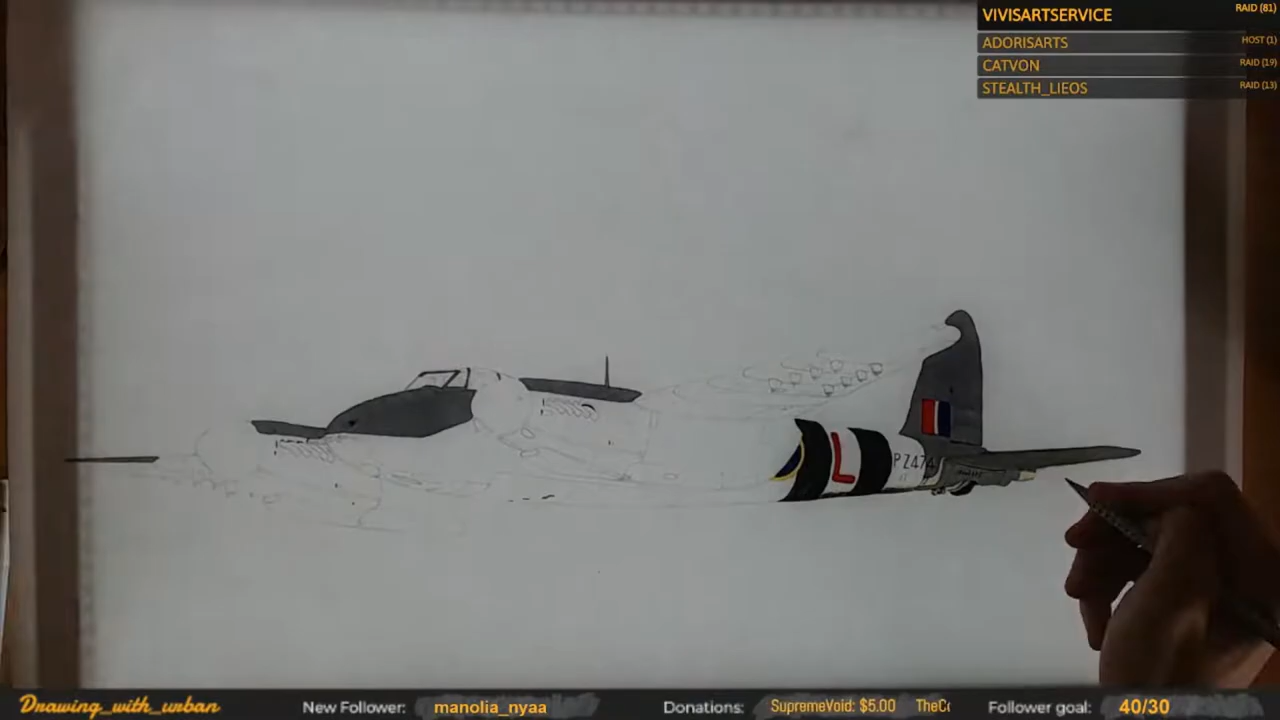 VIVISARTSERVICE RAID (81)
ADORISARTS HOST (1)
CATVON RAID (19)
STEALTH_LIEOS RAID (13)
L
PZ474
Drawing_with_urban New Follower: manolia_nyaa Donations: SupremeVoid: $5.00 Follower goal: 40/30